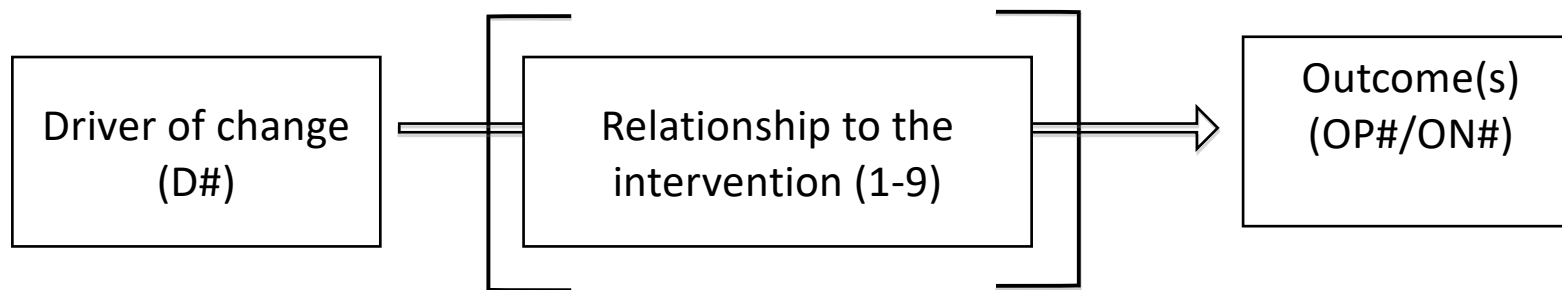 Driver of change
(D#)
Relationship to the
intervention (1-9)
Outcome(s)
(OP#/ON#)